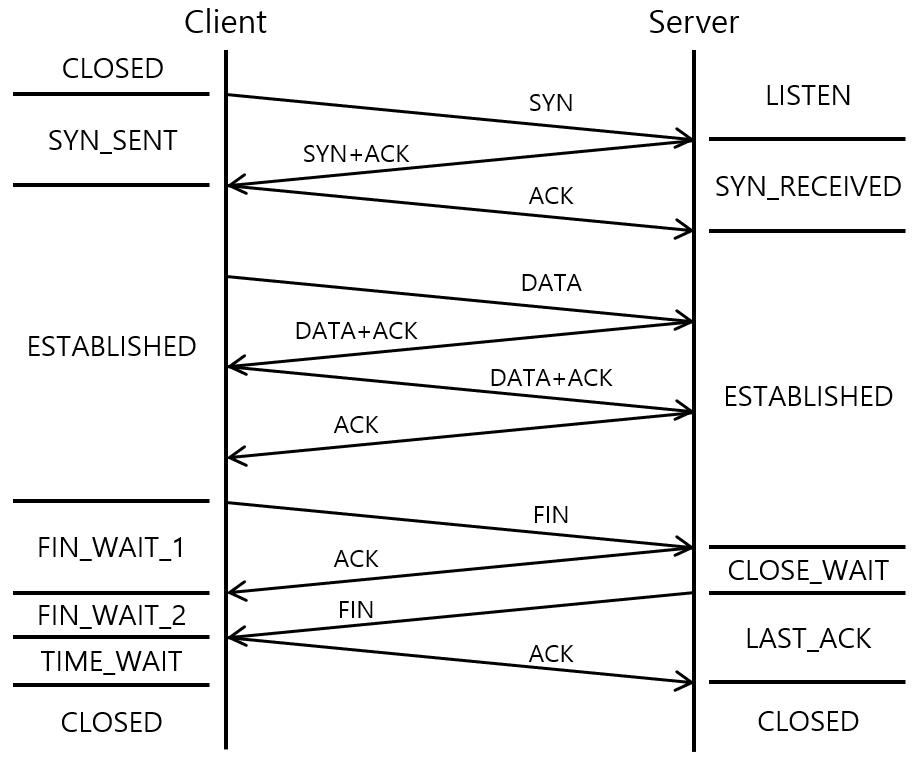 Client
Server
CLOSED
LISTEN
SYN
SYN_SENT
SYN+ACK
SYN_RECEIVED
ACK
DATA
DATA+ACK
ESTABLISHED
DATA+ACK
ESTABLISHED
ACK
FIN
FIN_WAIT_1
ACK
CLOSE_WAIT
FIN_WAIT_2
FIN
LAST_ACK
TIME_WAIT
ACK
CLOSED
CLOSED